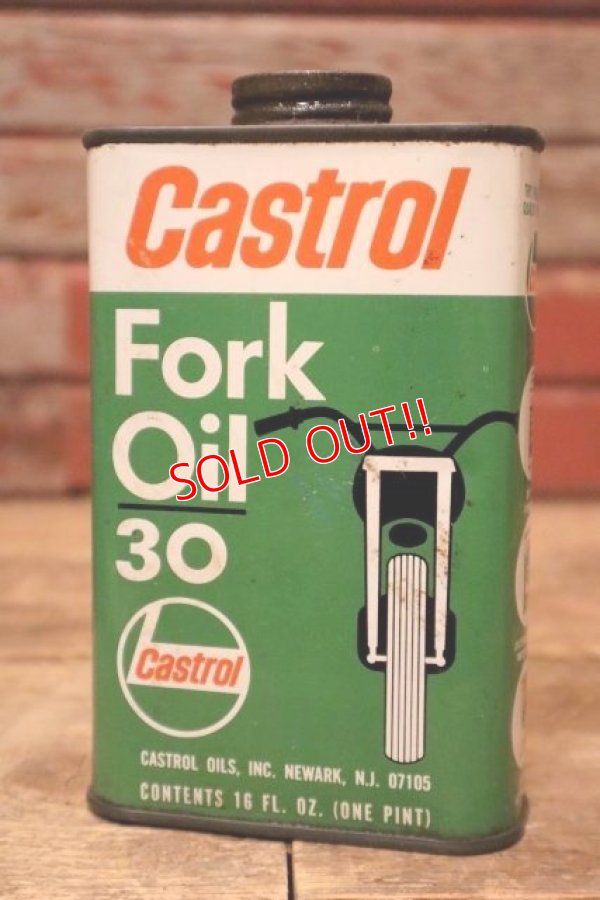 Castrol
Fork
Oil
30
SOLD OUT!!
Castrol
CASTROL OILS, INC. NEWARK, N.J. 07105
CONTENTS 16 FL. OZ. (ONE PINT)